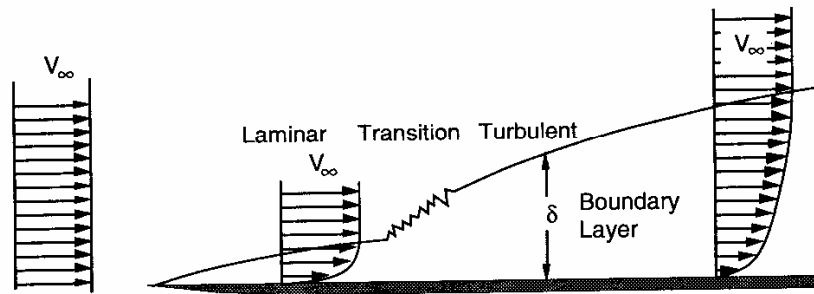 V∞
V∞
Laminar Transition Turbulent
V∞
δ Boundary
Layer